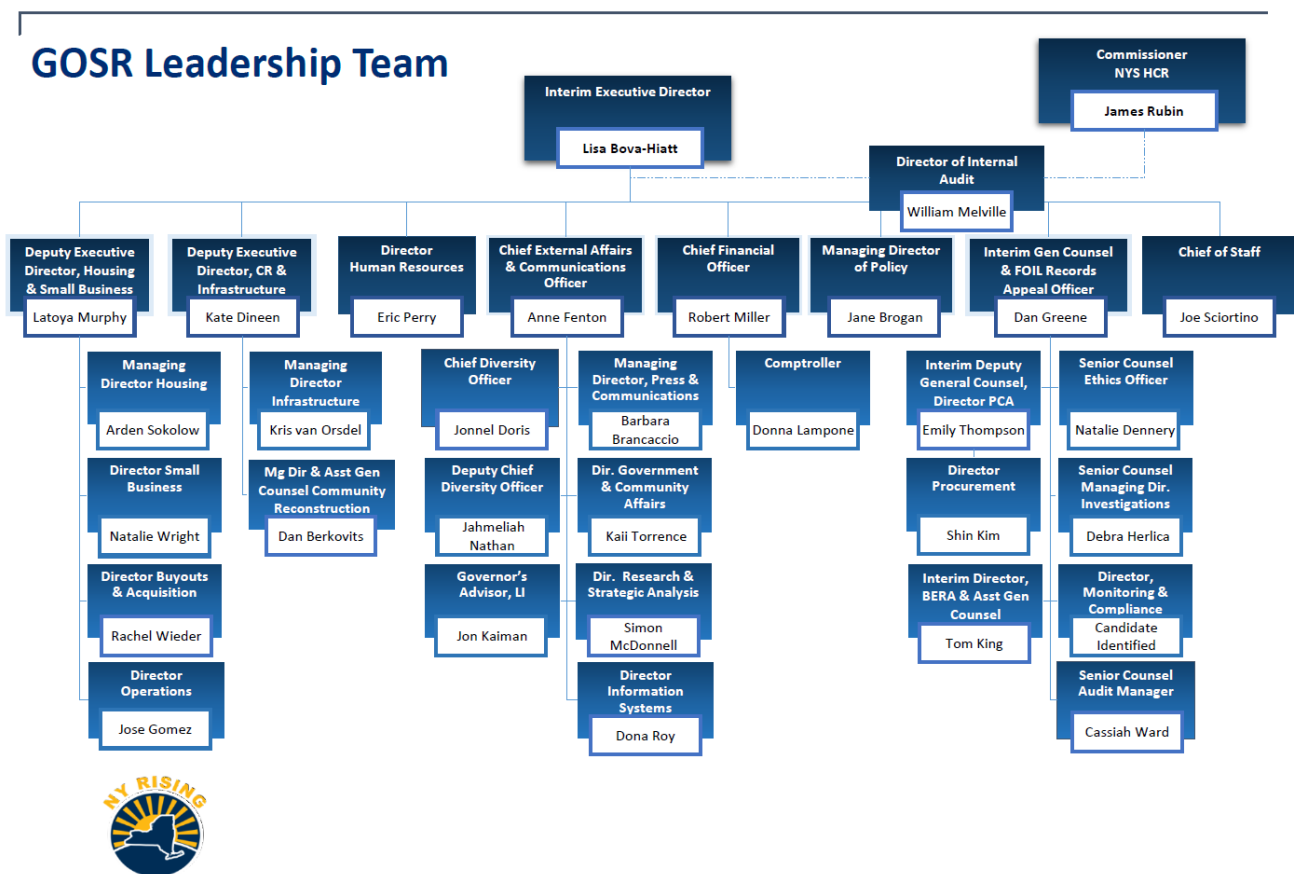 GOSR Leadership Team
Commissioner
NYS HCR
James Rubin
Interim Executive Director
Lisa Bova-Hiatt
Director of Internal
Audit
William Melville
Deputy Executive
Director, Housing
& Small Business
Latoya Murphy
Deputy Executive
Director, CR &
Infrastructure
Kate Dineen
Director
Human Resources
Eric Perry
Chief External Affairs
& Communications
Officer
Anne Fenton
Chief Financial
Officer
Robert Miller
Managing Director
of Policy
Jane Brogan
Interim Gen Counsel
& FOIL Records
Appeal Officer
Dan Greene
Chief of Staff
Joe Sciortino
Managing
Director Housing
Arden Sokolow
Director Small
Business
Natalie Wright
Director Buyouts
& Acquisition
Rachel Wieder
Director
Operations
Jose Gomez
Managing
Director
Infrastructure
Kris van Orsdel
Mg Dir & Asst Gen
Counsel Community
Reconstruction
Dan Berkovits
Chief Diversity
Officer
Jonnel Doris
Deputy Chief
Diversity Officer
Jahmeliah
Nathan
Governor's
Advisor, LI
Jon Kaiman
Managing
Director, Press &
Communications
Barbara
Brancaccio
Dir. Government
& Community
Affairs
Kaii Torrence
Dir. Research &
Strategic Analysis
Simon
McDonnell
Director
Information
Systems
Dona Roy
Comptroller
Donna Lampone
Interim Deputy
General Counsel,
Director PCA
Emily Thompson
Director
Procurement
Shin Kim
Interim Director,
BERA & Asst Gen
Counsel
Tom King
Senior Counsel
Ethics Officer
Natalie Dennery
Senior Counsel
Managing Dir.
Investigations
Debra Herlica
Director,
Monitoring &
Compliance
Candidate
Identified
Senior Counsel
Audit Manager
Cassiah Ward
NY RISING